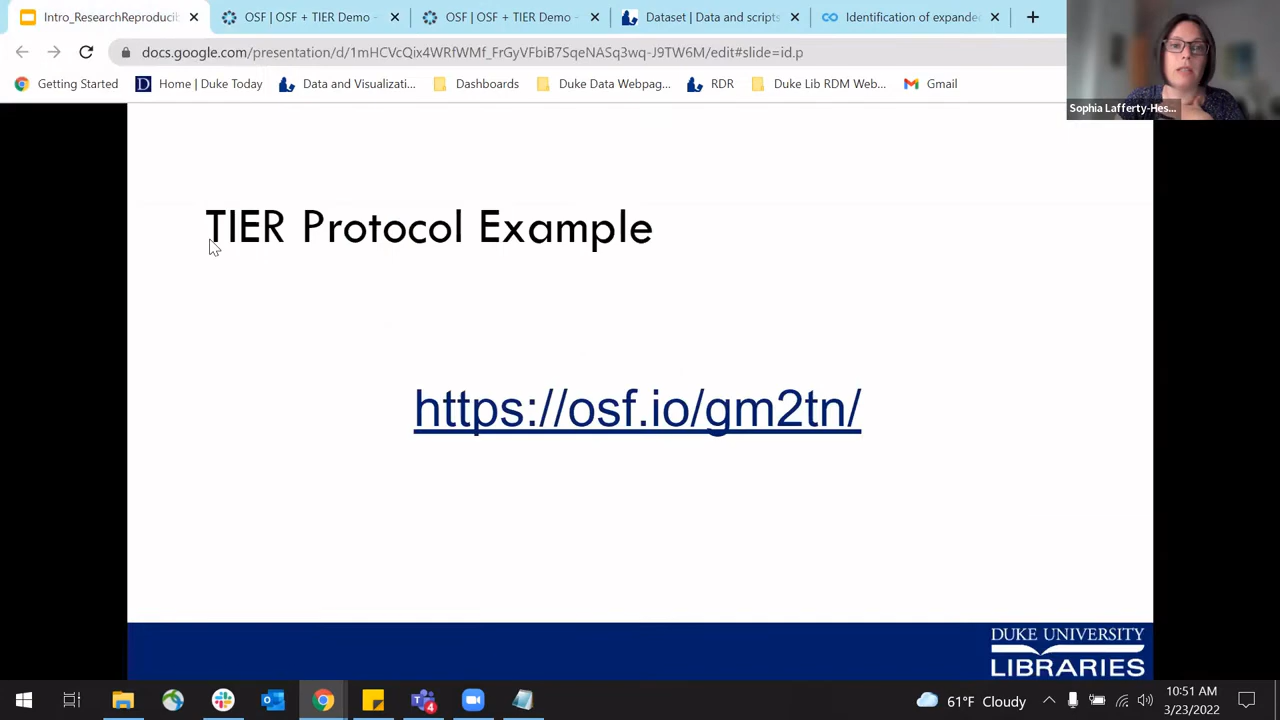 Intro_ResearchReproducib
OSF | OSF + TIER Demo -
OSF | OSF + TIER Demo -
Dataset | Data and scripts
Identification of expande
docs.google.com/presentation/d/1mHCVcQix4WRfWMf_FrGyVFbiB7SqeNASq3wq-J9TW6M/edit#slide=id.p
Getting Started
Home | Duke Today
Data and Visualizati...
Dashboards
Duke Data Webpag...
RDR
Duke Lib RDM Web...
Gmail
Sophia Lafferty-Hes...
TIER Protocol Example
https://osf.io/gm2tn/
DUKE UNIVERSITY
LIBRARIES
4
61°F Cloudy
10:51 AM
3/23/2022